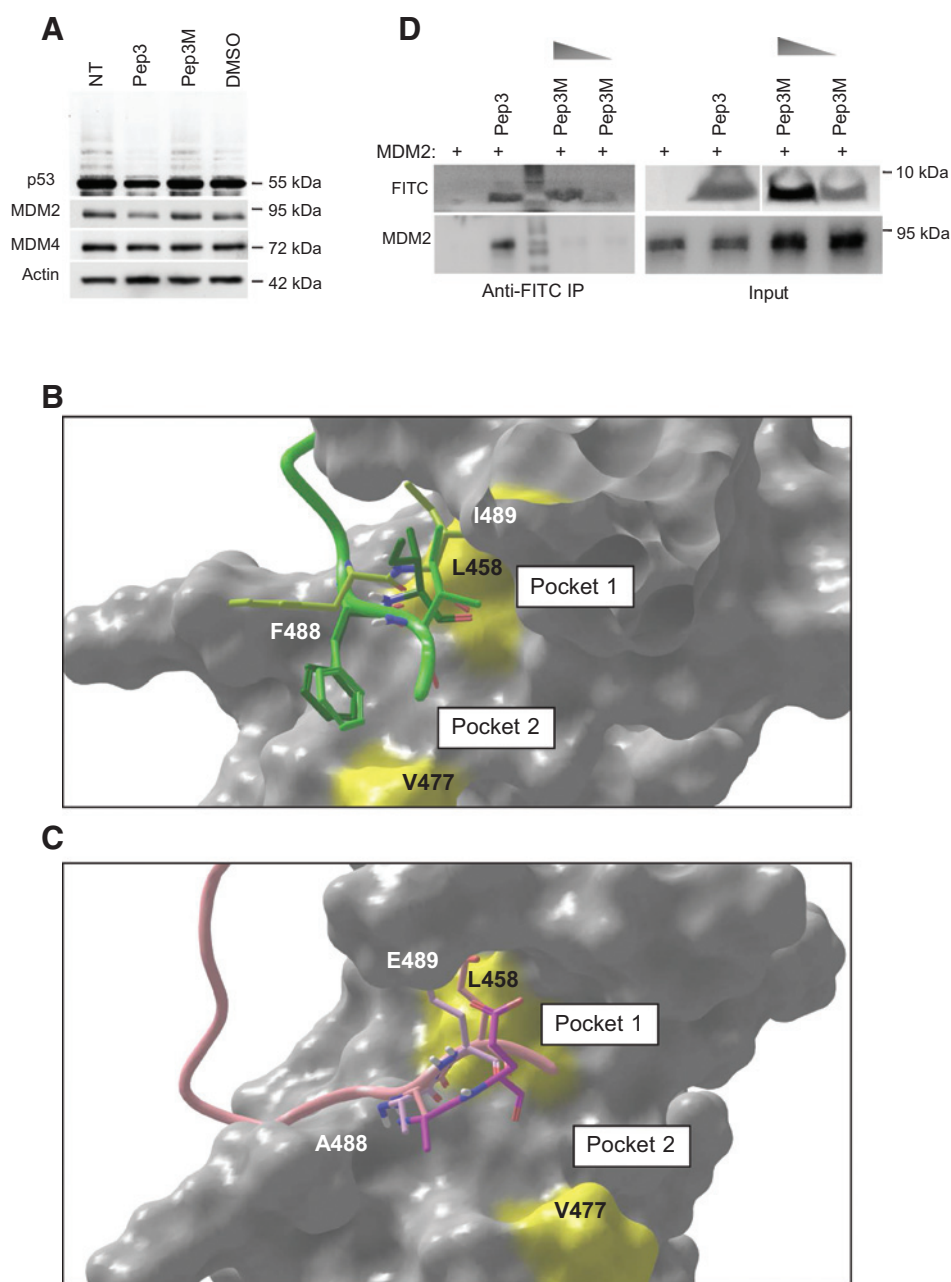 A
NT
Pep3
Pep3M
DMSO
p53
55 kDa
MDM2
95 kDa
MDM4
72 kDa
Actin
42 kDa
D
Pep3
Pep3M
Pep3M
Pep3
Pep3M
Pep3M
MDM2: + + + + + + + +
FITC
10 kDa
MDM2
95 kDa
Anti-FITC IP
Input
B
I489
L458
Pocket 1
F488
Pocket 2
V477
C
E489
L458
Pocket 1
A488
Pocket 2
V477